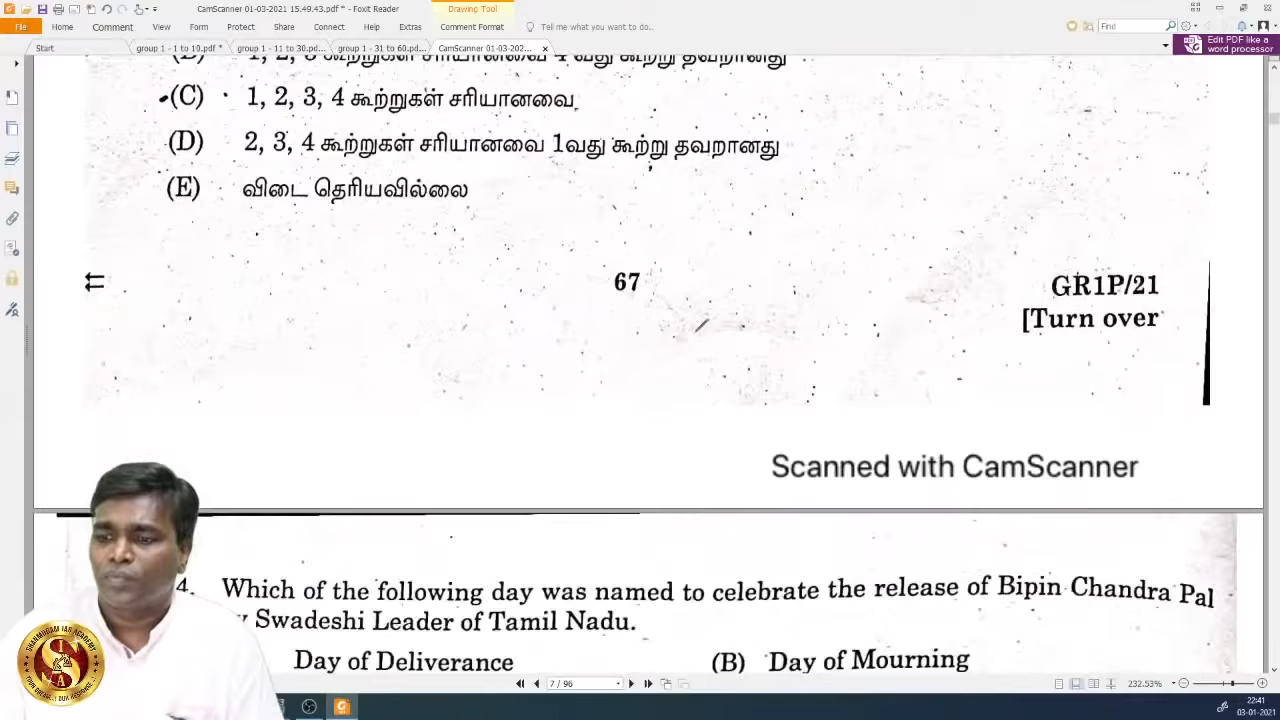 CamScanner 01-03-2021 15.49.43.pdf * - Foxit Reader
Drawing Tool
File Home Comment View Form Protect Share Connect Help Extras Comment Format Tell me what you want to do.. Find
Start group 1 - 1 to 10.pdf * group 1 - 11 to 30.pd... group 1 - 31 to 60.pd... CamScanner 01-03-202...
Edit PDF like a
word processor
(C) 1, 2, 3, 4 கூற்றுகள் சரியானவை
(D) 2, 3, 4 கூற்றுகள் சரியானவை 1வது கூற்று தவறானது
(E) விடை தெரியவில்லை
67
GR1P/21
[Turn over
Scanned with CamScanner
4. Which of the following day was named to celebrate the release of Bipin Chandra Pal
Swadeshi Leader of Tamil Nadu.
Day of Deliverance (B) Day of Mourning
7 / 96 232.53%
22:41
03-01-2021